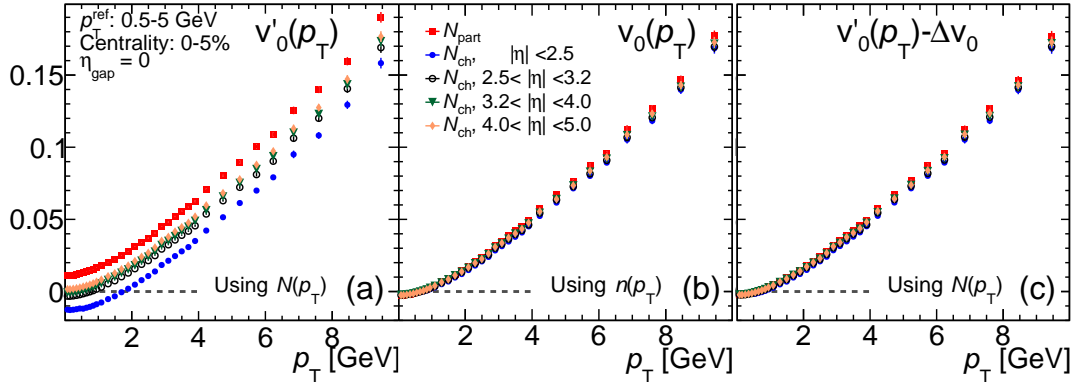 p_T^ref: 0.5-5 GeV
Centrality: 0-5%
η_gap = 0
v'_0(p_T)
Using N(p_T)
(a)
v_0(p_T)
N_part
N_ch, |η| <2.5
N_ch, 2.5< |η| <3.2
N_ch, 3.2< |η| <4.0
N_ch, 4.0< |η| <5.0
Using n(p_T)
(b)
v'_0(p_T)-Δv_0
Using N(p_T)
(c)
0.15
0.1
0.05
0
2 4 6 8
2 4 6 8
2 4 6 8
p_T [GeV]
p_T [GeV]
p_T [GeV]